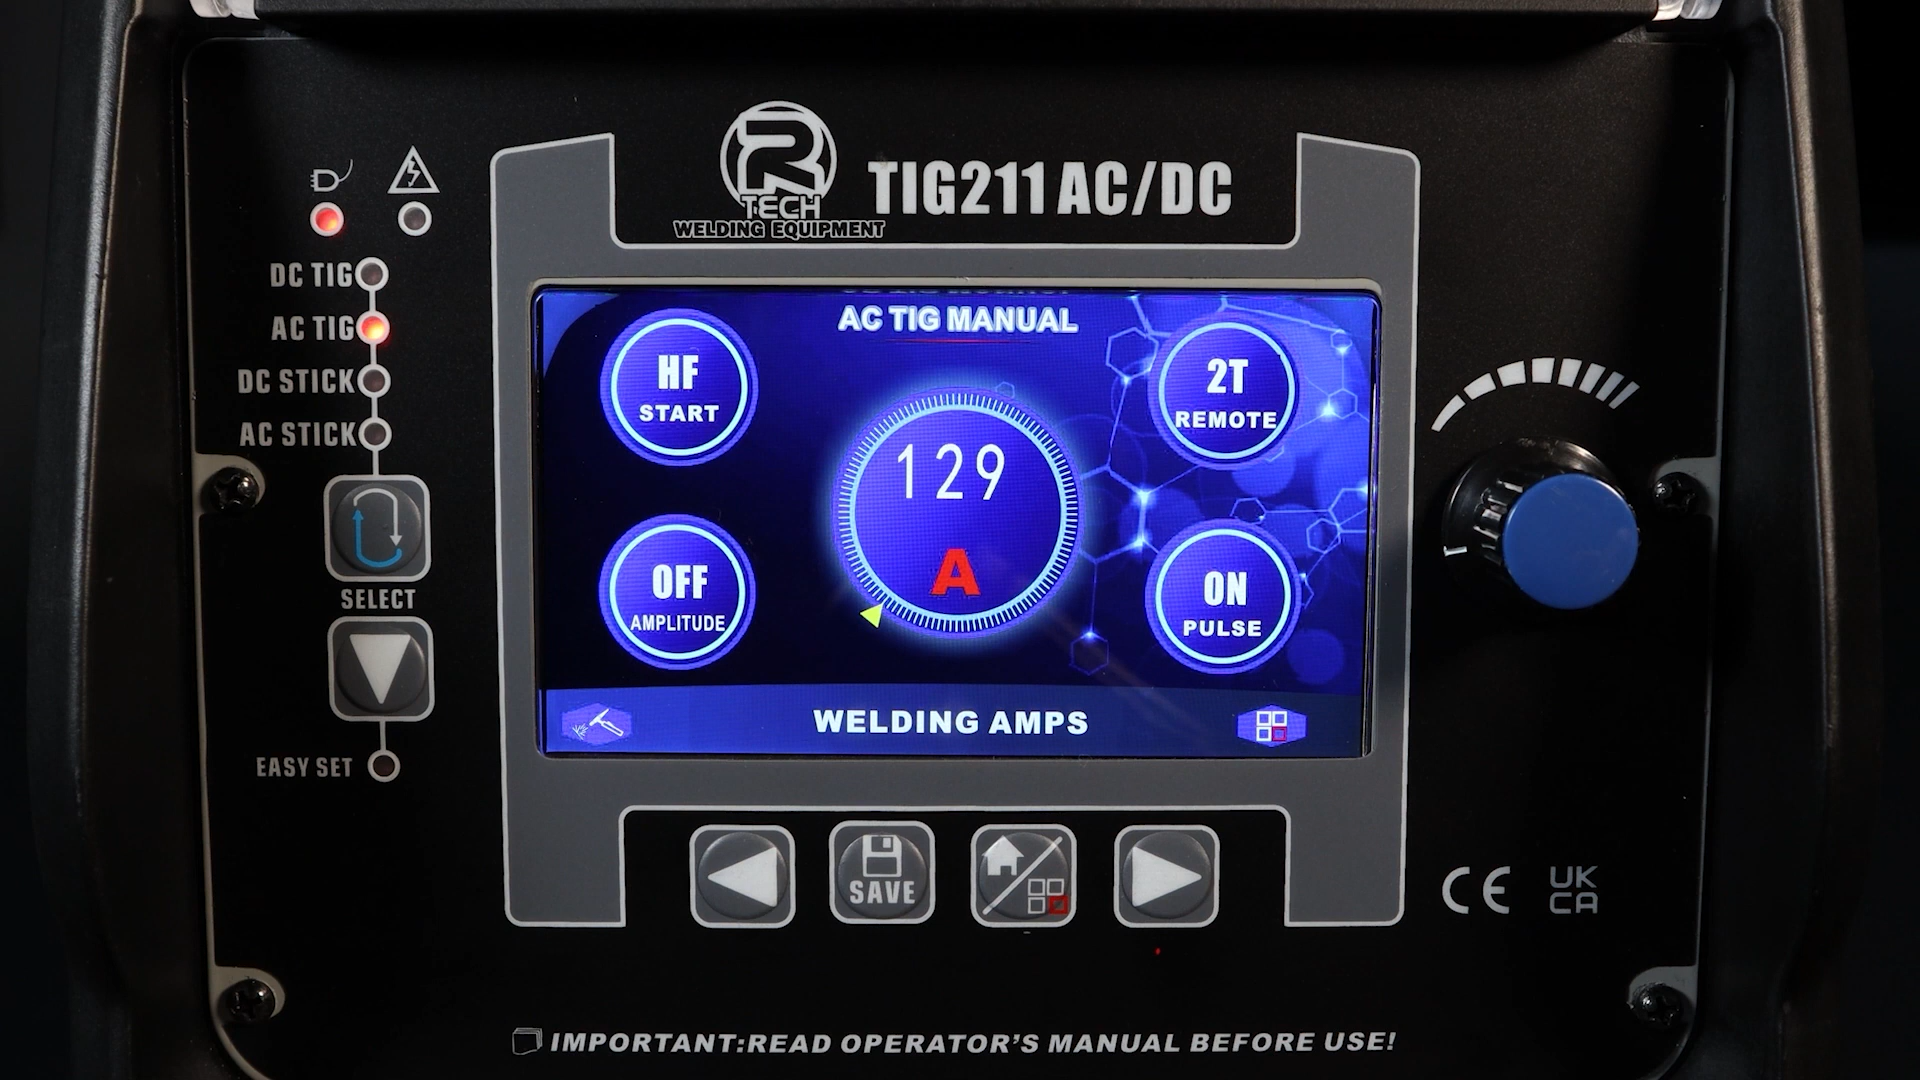 R
TECH
WELDING EQUIPMENT
TIG211 AC/DC
DC TIG
AC TIG
DC STICK
AC STICK
SELECT
EASY SET
AC TIG MANUAL
HF
START
2T
REMOTE
129
A
OFF
AMPLITUDE
ON
PULSE
WELDING AMPS
SAVE
CE
UK
CA
IMPORTANT:READ OPERATOR'S MANUAL BEFORE USE!